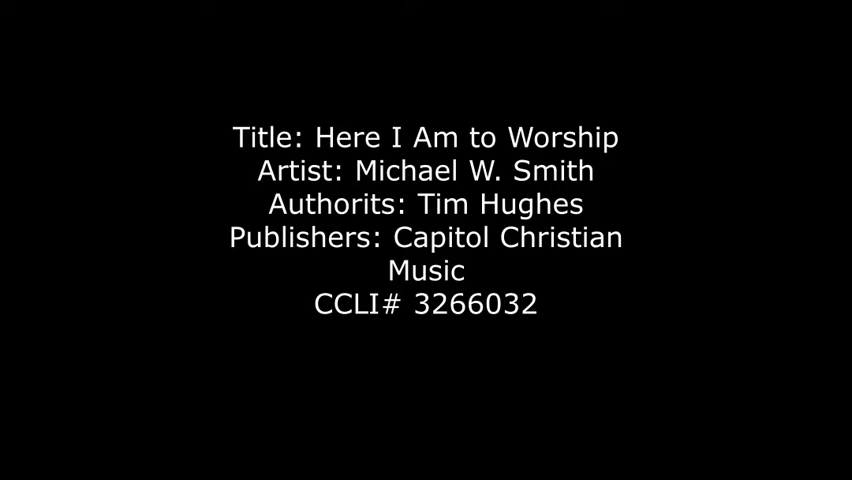 Title: Here I Am to Worship
Artist: Michael W. Smith
Authorits: Tim Hughes
Publishers: Capitol Christian
Music
CCLI# 3266032